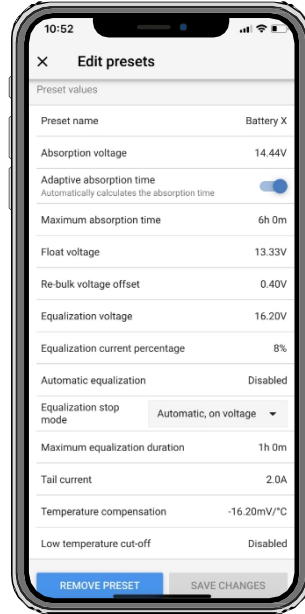 10:52
Edit presets
Preset values
Preset name Battery X
Absorption voltage 14.44V
Adaptive absorption time
Automatically calculates the absorption time
Maximum absorption time 6h 0m
Float voltage 13.33V
Re-bulk voltage offset 0.40V
Equalization voltage 16.20V
Equalization current percentage 8%
Automatic equalization Disabled
Equalization stop
mode Automatic, on voltage
Maximum equalization duration 1h 0m
Tail current 2.0A
Temperature compensation -16.20mV/°C
Low temperature cut-off Disabled
REMOVE PRESET SAVE CHANGES